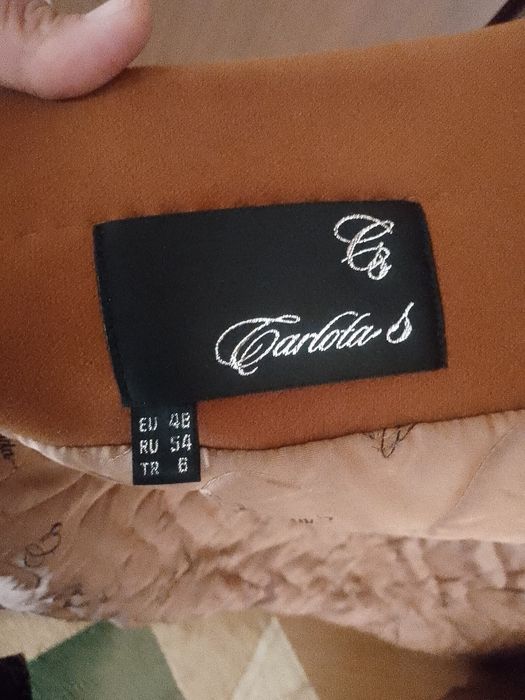 CS
Carlota S
EU 48
RU 54
TR 6